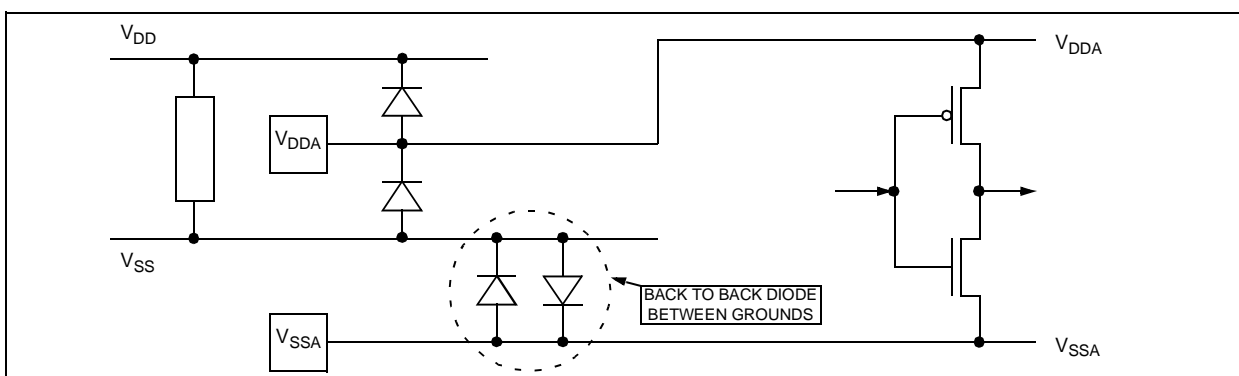 VDD
VDDA
VDDA
VSS
BACK TO BACK DIODE
BETWEEN GROUNDS
VSSA
VSSA